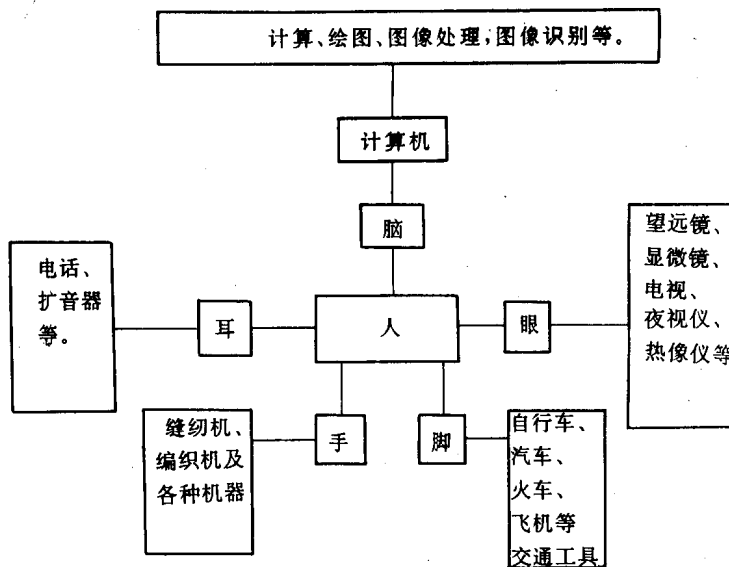 计算、绘图、图像处理,图像识别等。
计算机
脑
电话、
扩音器
等。
耳
人
眼
望远镜、
显微镜、
电视、
夜视仪、
热像仪等
缝纫机、
编织机及
各种机器
手
脚
自行车、
汽车、
火车、
飞机等
交通工具